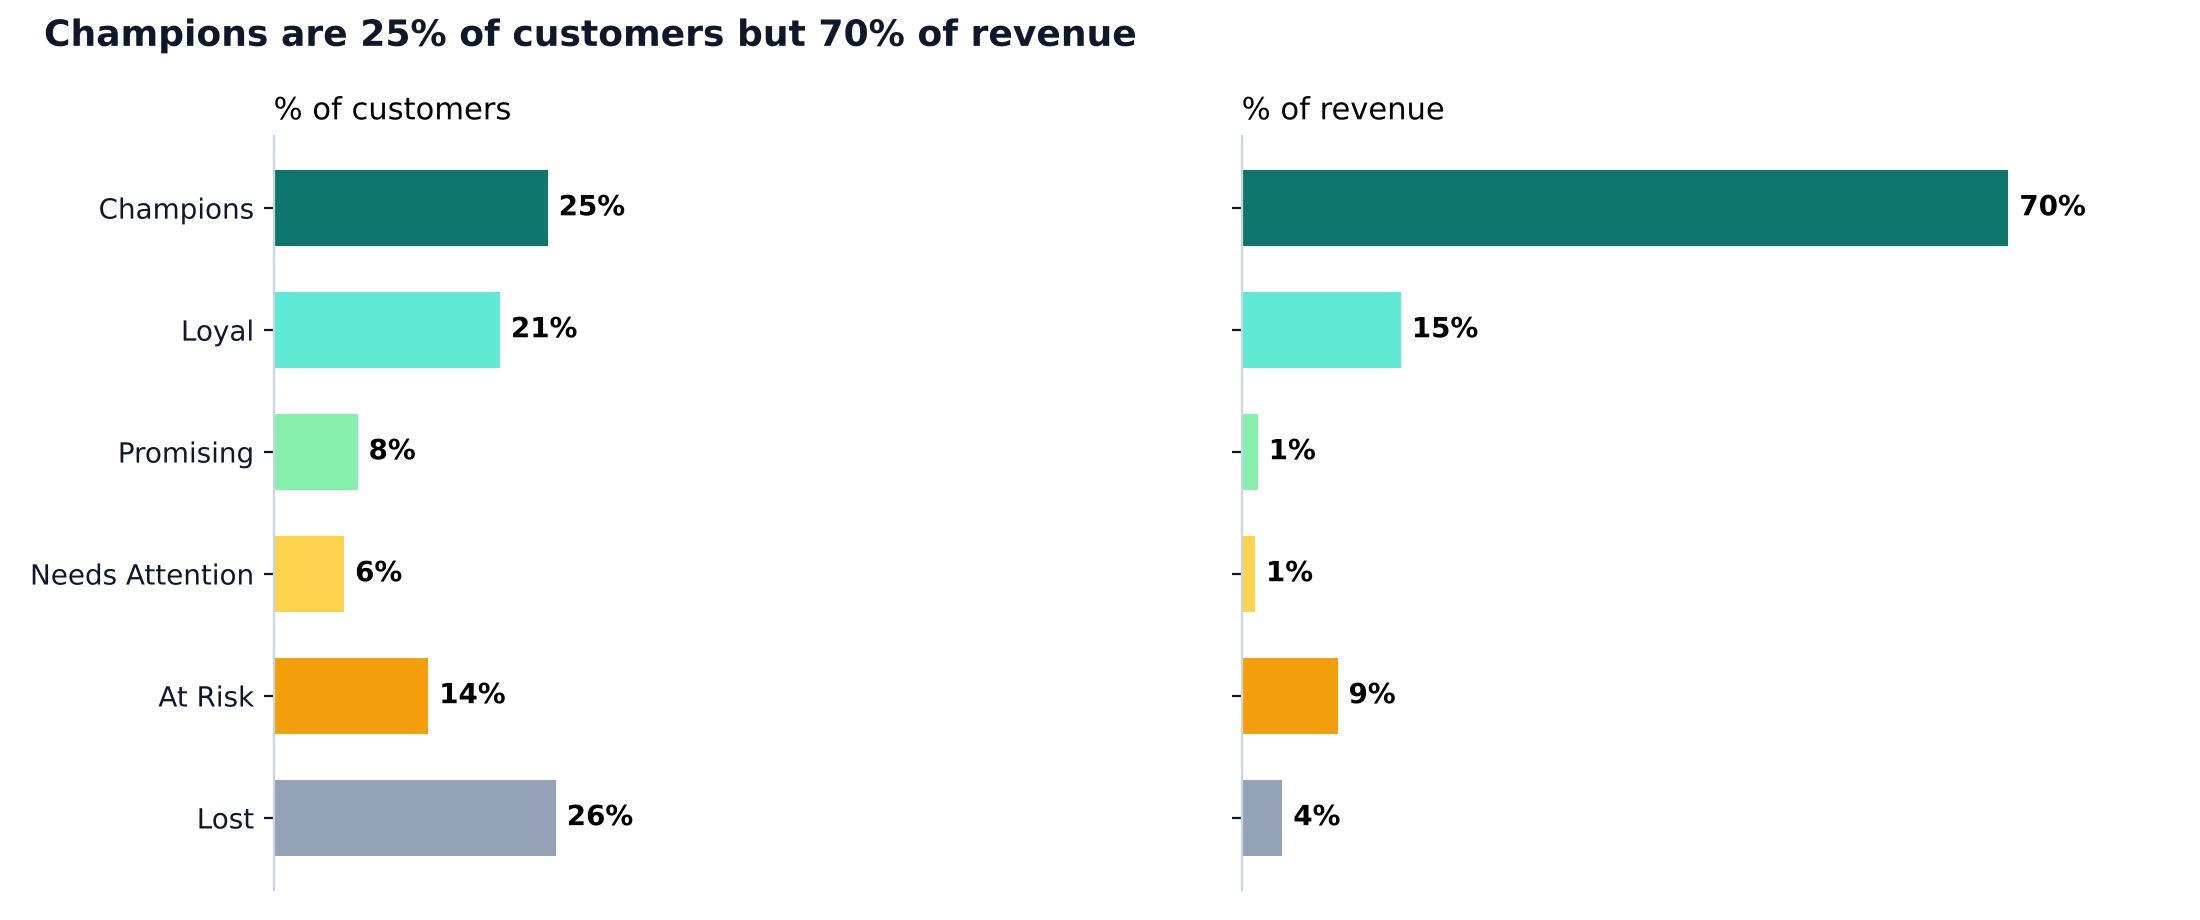 Champions are 25% of customers but 70% of revenue
% of customers
Champions 25%
Loyal 21%
Promising 8%
Needs Attention 6%
At Risk 14%
Lost 26%
% of revenue
70%
15%
1%
1%
9%
4%